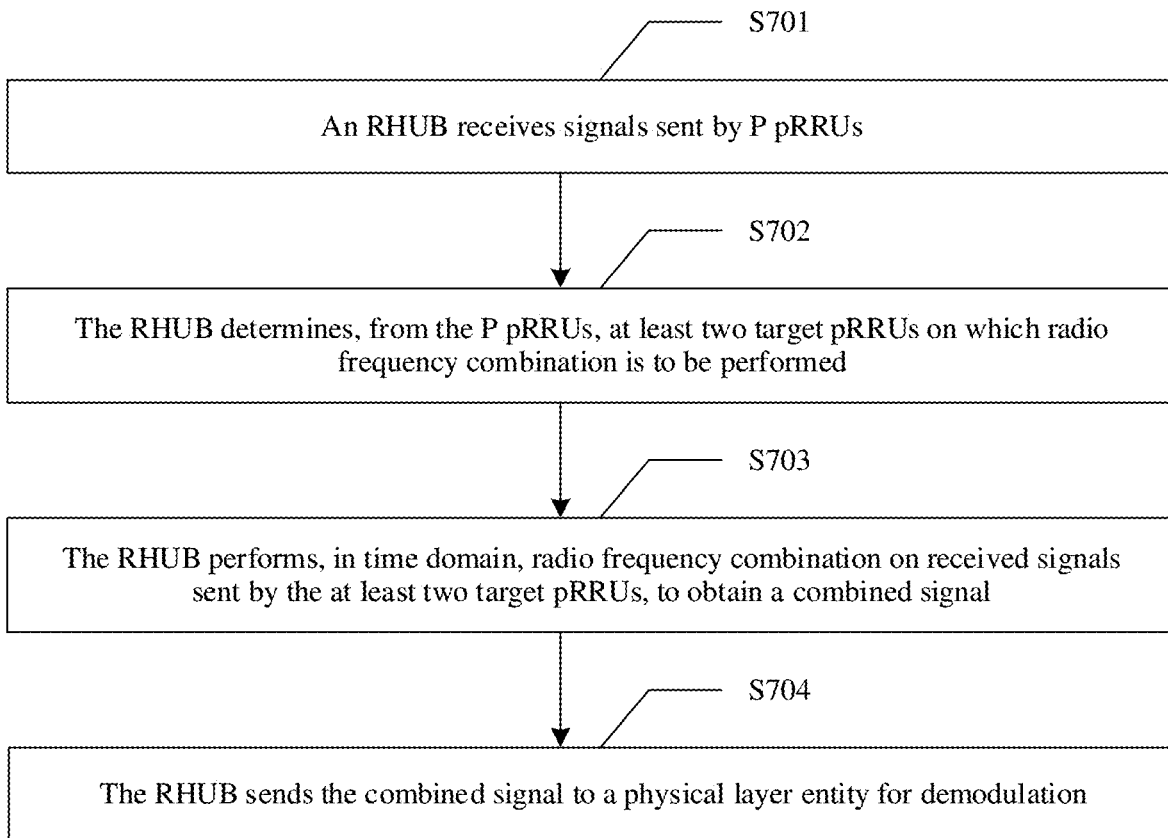 S701
An RHUB receives signals sent by P pRRUs
S702
The RHUB determines, from the P pRRUs, at least two target pRRUs on which radio
frequency combination is to be performed
S703
The RHUB performs, in time domain, radio frequency combination on received signals
sent by the at least two target pRRUs, to obtain a combined signal
S704
The RHUB sends the combined signal to a physical layer entity for demodulation